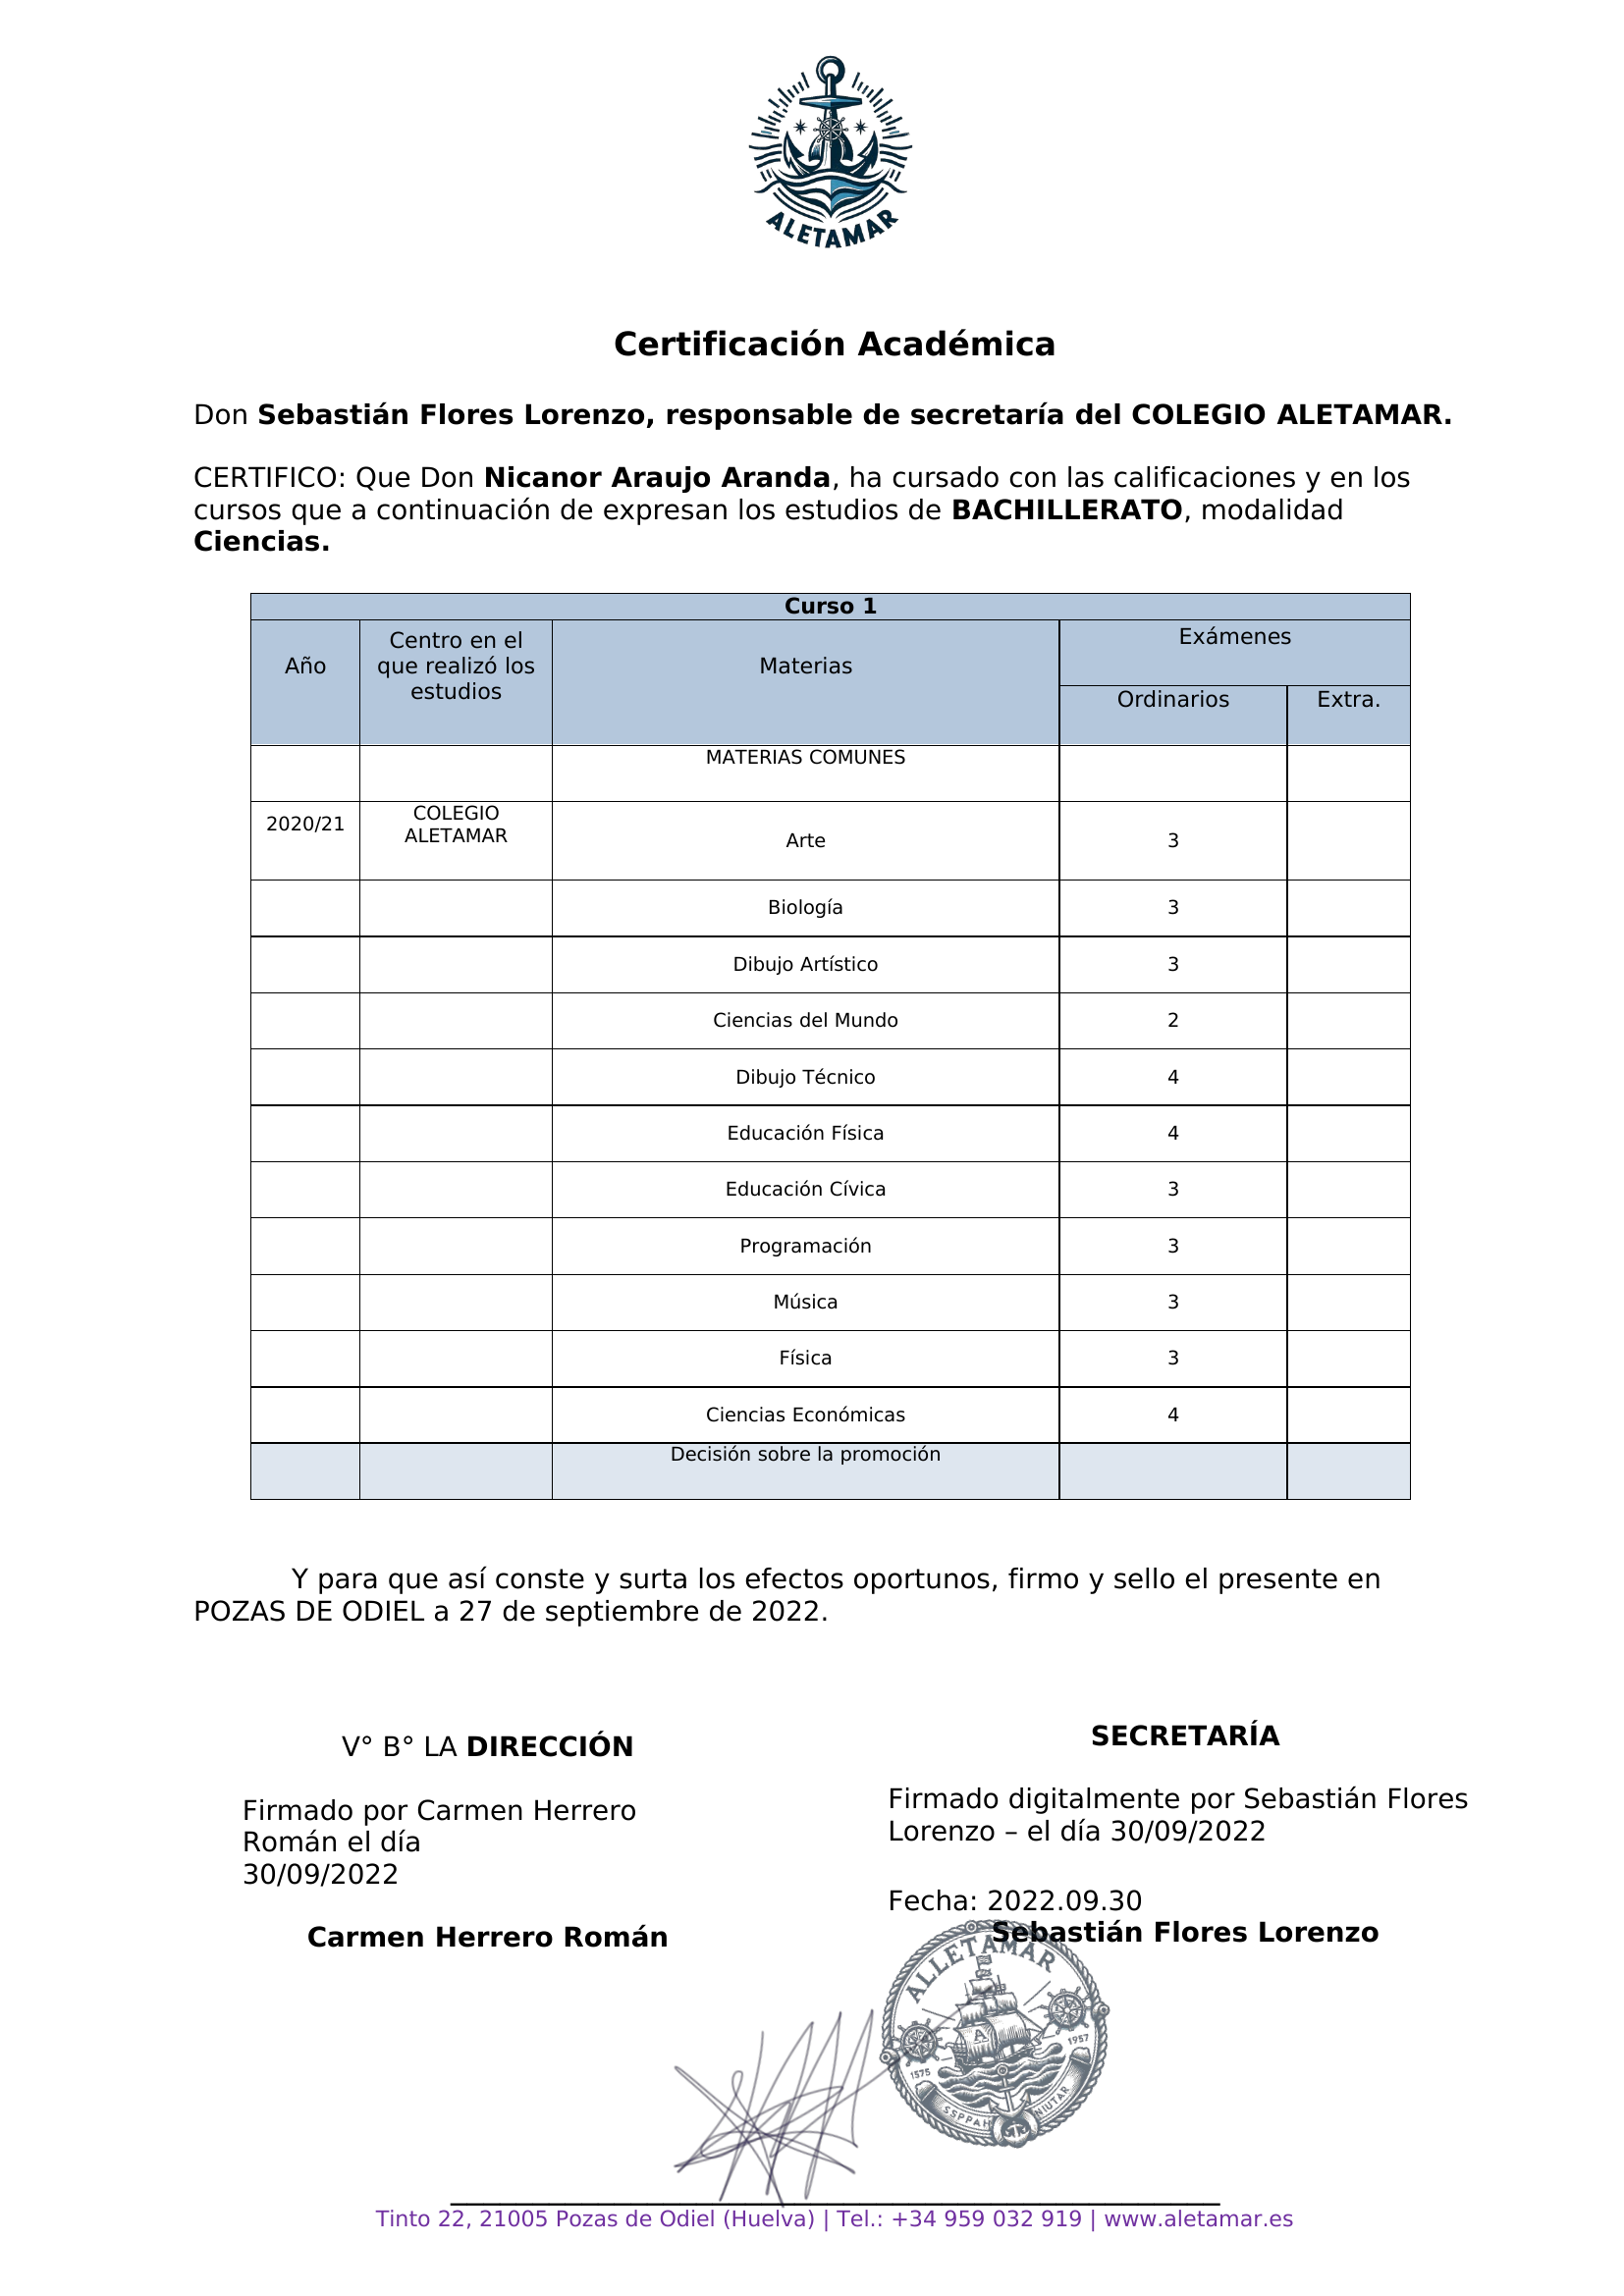 ALETAMAR
Certificación Académica
Don Sebastián Flores Lorenzo, responsable de secretaría del COLEGIO ALETAMAR.
CERTIFICO: Que Don Nicanor Araujo Aranda, ha cursado con las calificaciones y en los
cursos que a continuación de expresan los estudios de BACHILLERATO, modalidad
Ciencias.
Curso 1
Año
Centro en el
que realizó los
estudios
Materias
Exámenes
Ordinarios
Extra.
MATERIAS COMUNES
2020/21
COLEGIO
ALETAMAR
Arte 3
Biología 3
Dibujo Artístico 3
Ciencias del Mundo 2
Dibujo Técnico 4
Educación Física 4
Educación Cívica 3
Programación 3
Música 3
Física 3
Ciencias Económicas 4
Decisión sobre la promoción
Y para que así conste y surta los efectos oportunos, firmo y sello el presente en
POZAS DE ODIEL a 27 de septiembre de 2022.
V° B° LA DIRECCIÓN
Firmado por Carmen Herrero
Román el día
30/09/2022
Carmen Herrero Román
SECRETARÍA
Firmado digitalmente por Sebastián Flores
Lorenzo – el día 30/09/2022
Fecha: 2022.09.30
Sebastián Flores Lorenzo
ALLETAMAR
A
1575
1957
SSPPAH
NIUTAR
Tinto 22, 21005 Pozas de Odiel (Huelva) | Tel.: +34 959 032 919 | www.aletamar.es